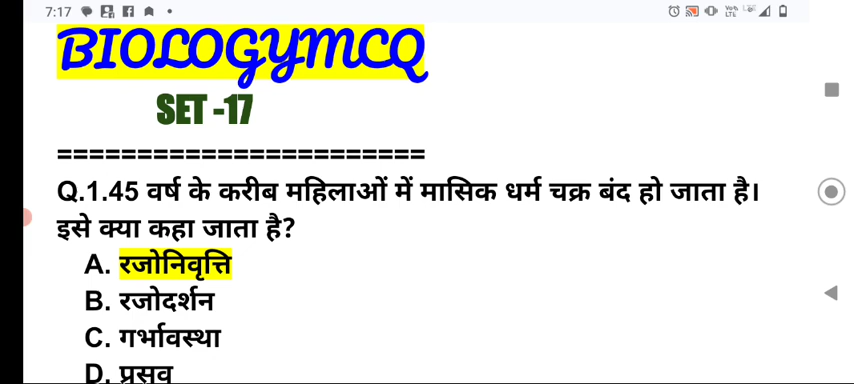 7:17
BIOLOGYMCQ
SET -17
=======================
Q.1.45 वर्ष के करीब महिलाओं में मासिक धर्म चक्र बंद हो जाता है।
इसे क्या कहा जाता है?
A. रजोनिवृत्ति
B. रजोदर्शन
C. गर्भावस्था
D. प्रसव